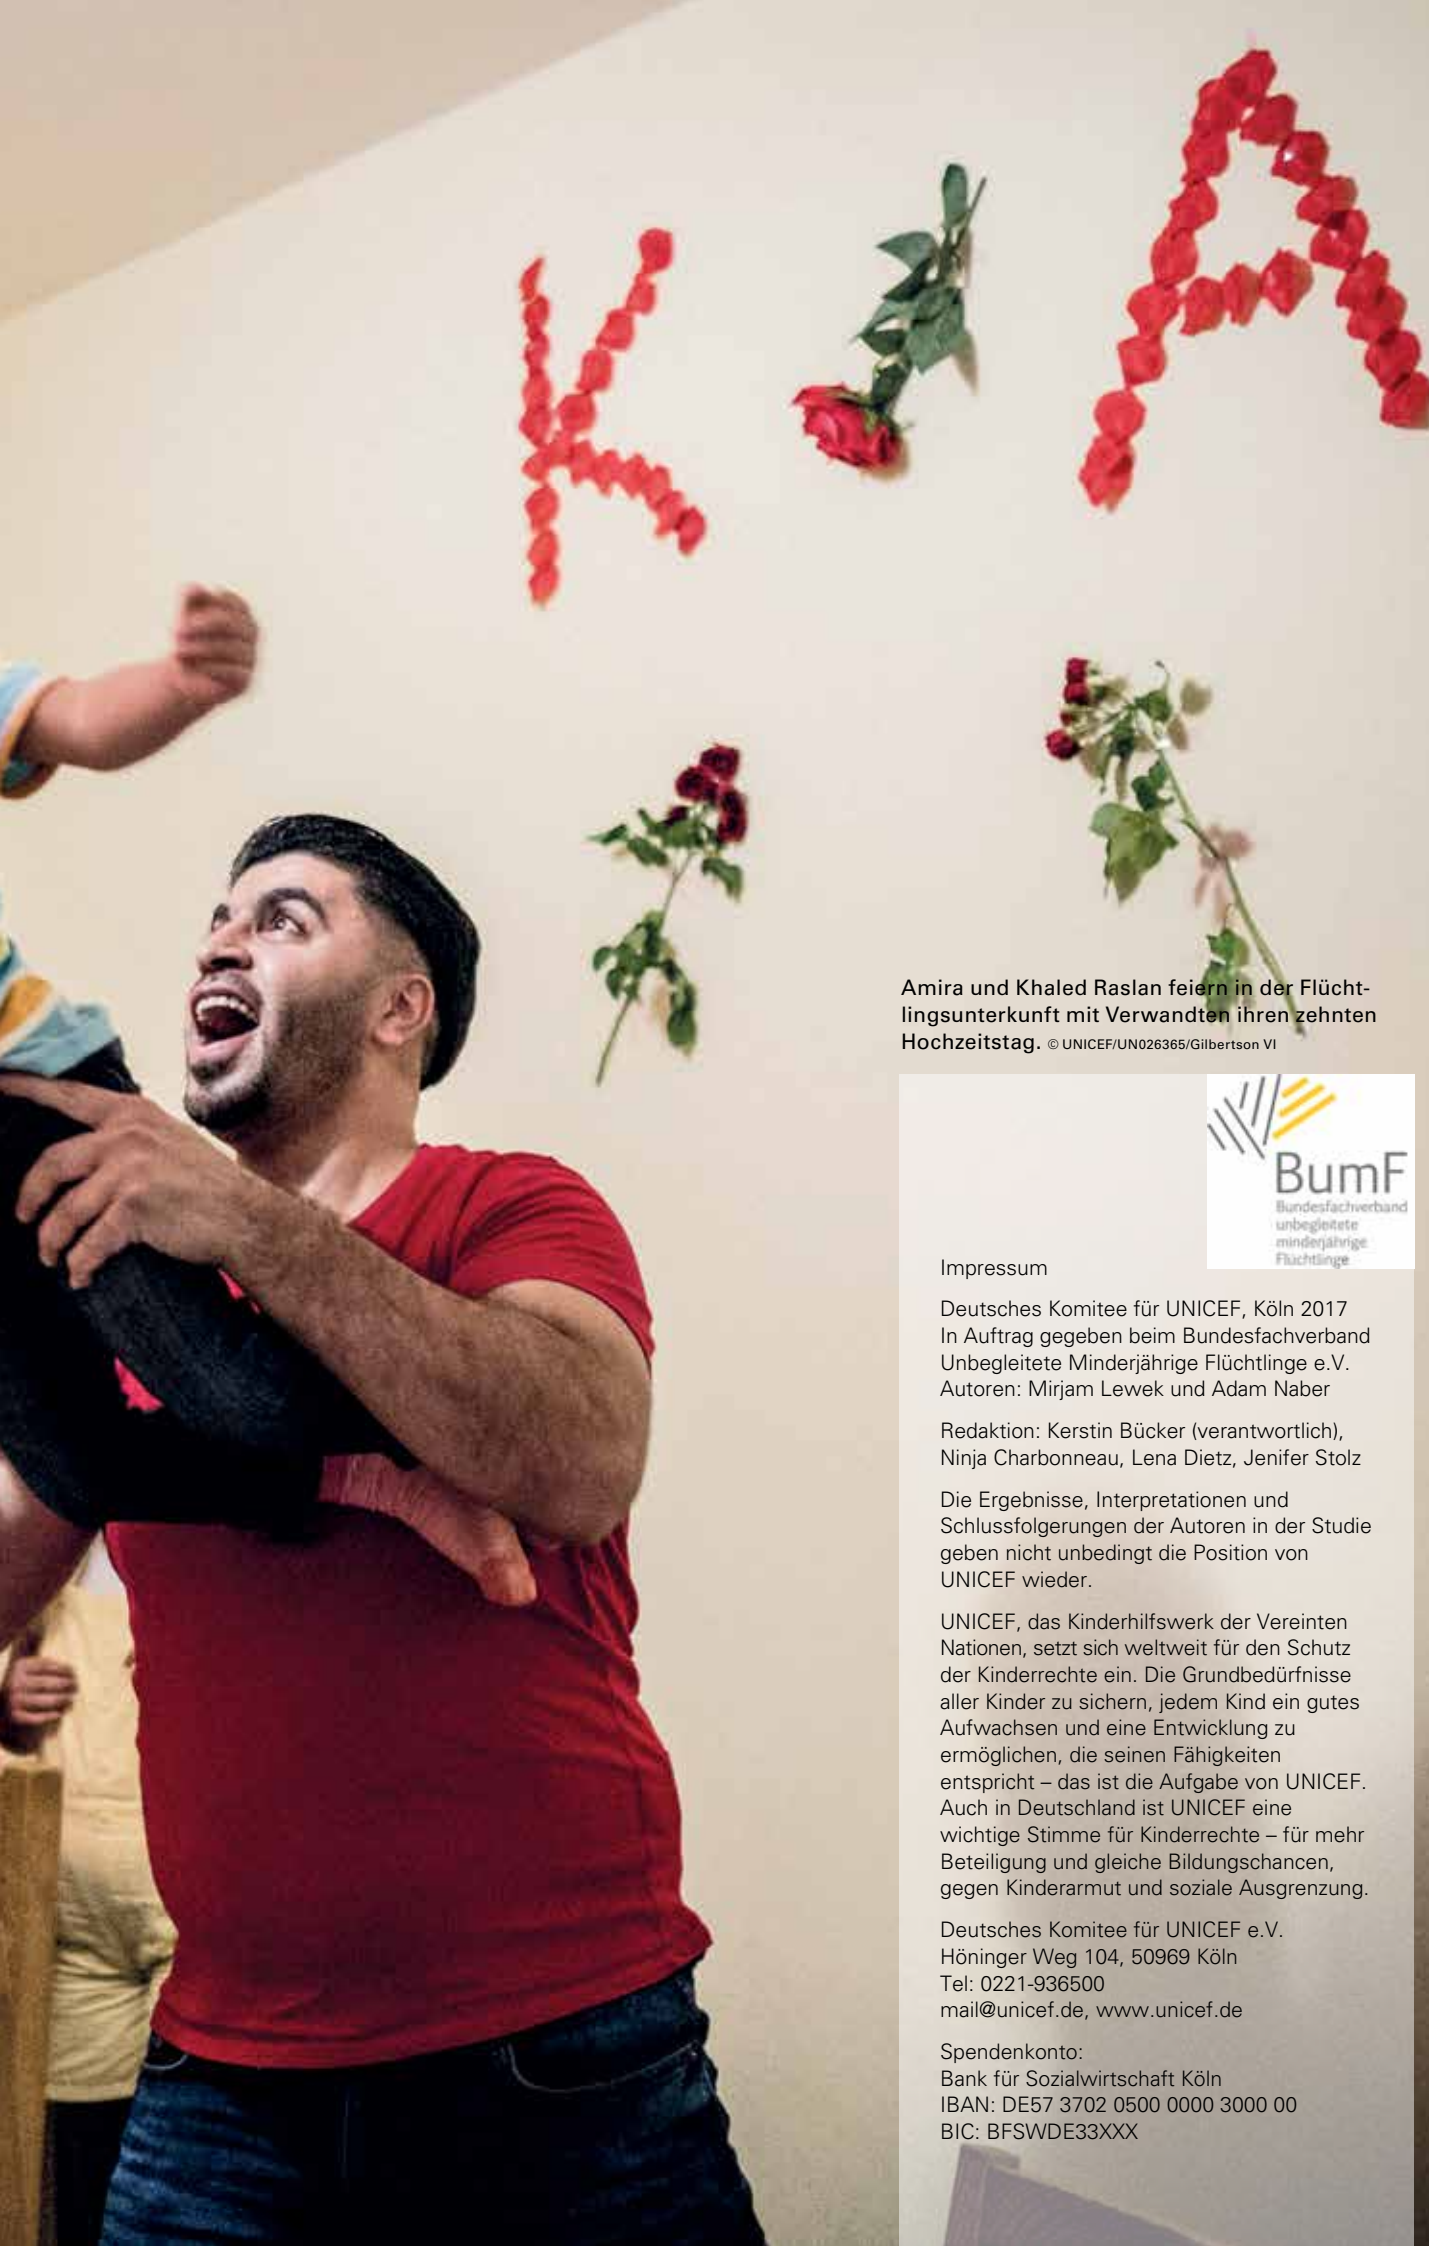 K A
Amira und Khaled Raslan feiern in der Flücht-
lingsunterkunft mit Verwandten ihren zehnten
Hochzeitstag. © UNICEF/UN026365/Gilbertson VI
BumF
Bundesfachverband
unbegleitete
minderjährige
Flüchtlinge
Impressum
Deutsches Komitee für UNICEF, Köln 2017
In Auftrag gegeben beim Bundesfachverband
Unbegleitete Minderjährige Flüchtlinge e.V.
Autoren: Mirjam Lewek und Adam Naber
Redaktion: Kerstin Bücker (verantwortlich),
Ninja Charbonneau, Lena Dietz, Jenifer Stolz
Die Ergebnisse, Interpretationen und
Schlussfolgerungen der Autoren in der Studie
geben nicht unbedingt die Position von
UNICEF wieder.
UNICEF, das Kinderhilfswerk der Vereinten
Nationen, setzt sich weltweit für den Schutz
der Kinderrechte ein. Die Grundbedürfnisse
aller Kinder zu sichern, jedem Kind ein gutes
Aufwachsen und eine Entwicklung zu
ermöglichen, die seinen Fähigkeiten
entspricht – das ist die Aufgabe von UNICEF.
Auch in Deutschland ist UNICEF eine
wichtige Stimme für Kinderrechte – für mehr
Beteiligung und gleiche Bildungschancen,
gegen Kinderarmut und soziale Ausgrenzung.
Deutsches Komitee für UNICEF e.V.
Höninger Weg 104, 50969 Köln
Tel: 0221-936500
mail@unicef.de, www.unicef.de
Spendenkonto:
Bank für Sozialwirtschaft Köln
IBAN: DE57 3702 0500 0000 3000 00
BIC: BFSWDE33XXX